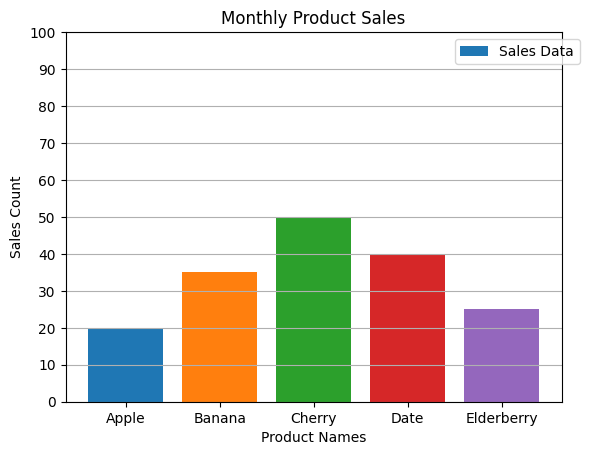 Monthly Product Sales
Sales Data
Sales Count
100
90
80
70
60
50
40
30
20
10
0
Apple Banana Cherry Date Elderberry
Product Names